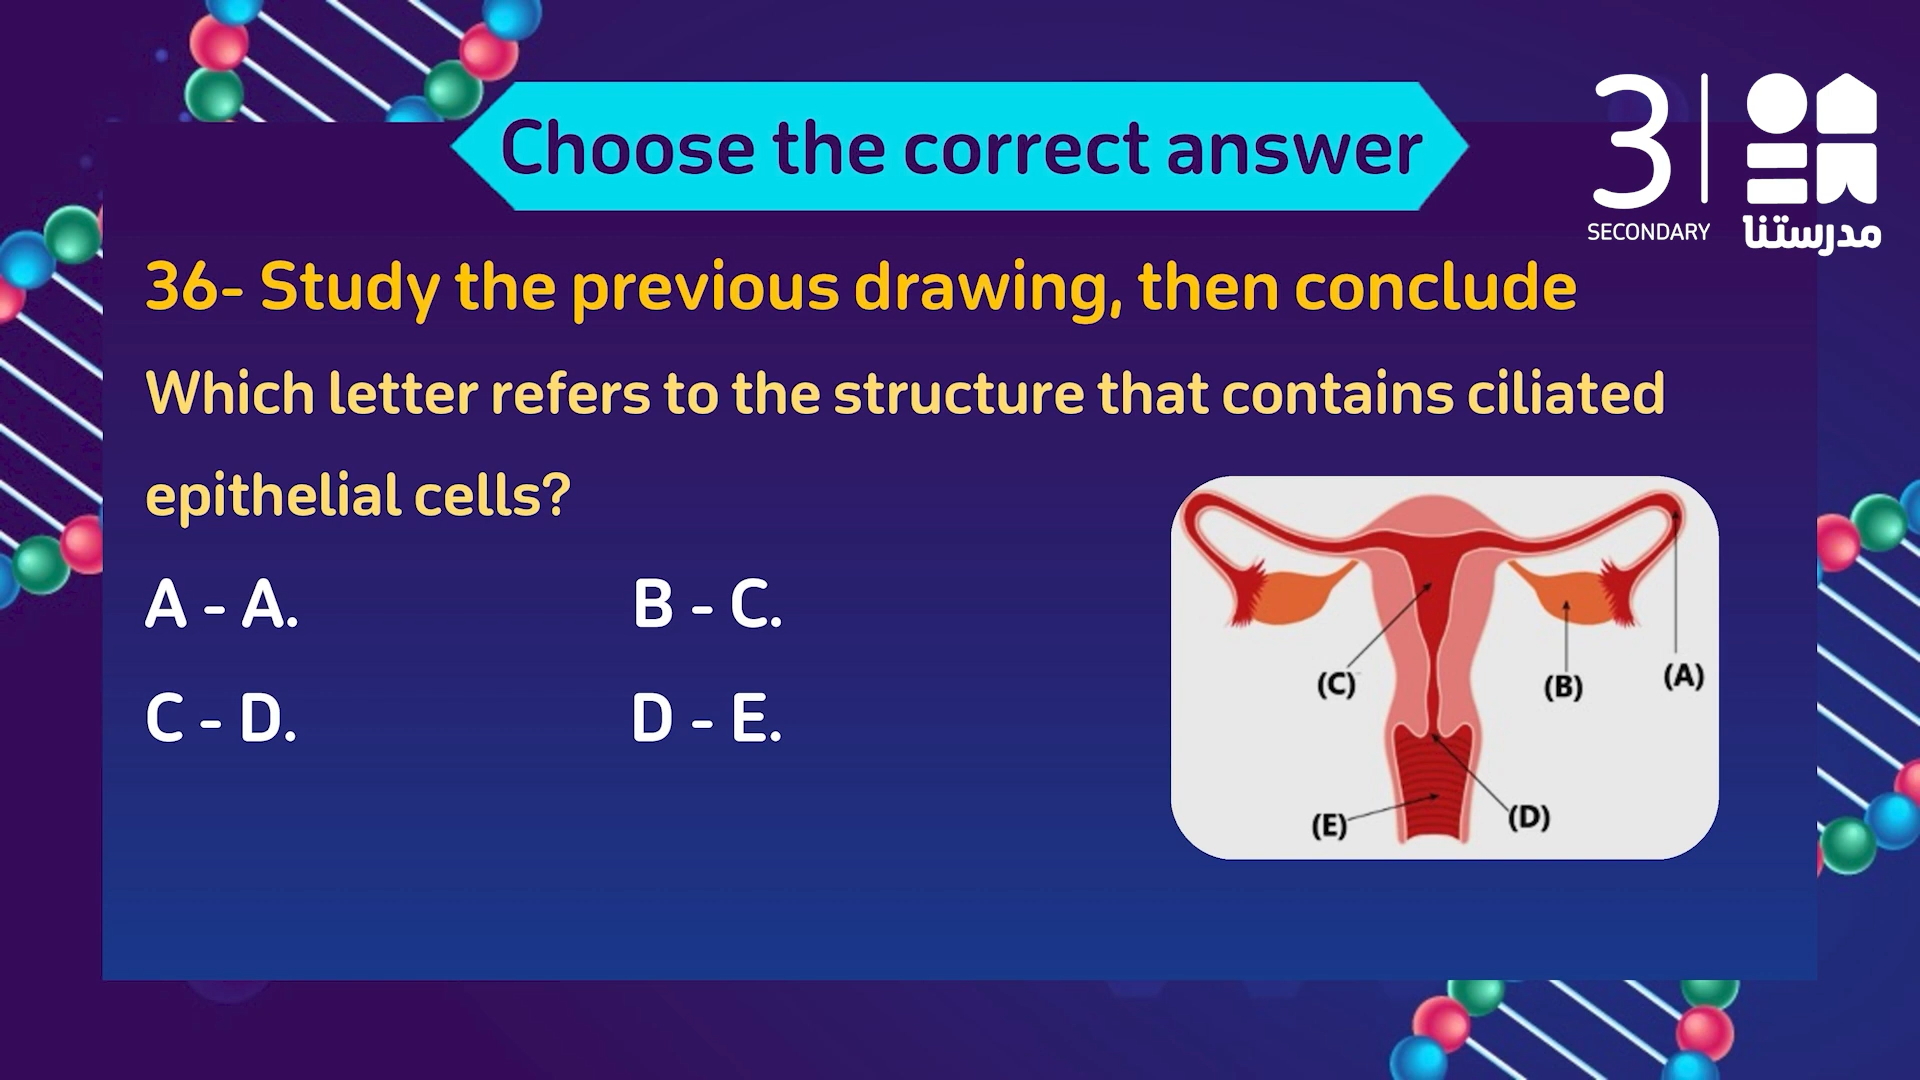 Choose the correct answer
3
SECONDARY
مدرستنا
36- Study the previous drawing, then conclude
Which letter refers to the structure that contains ciliated
epithelial cells?
A - A.
B - C.
C - D.
D - E.
(C)
(B)
(A)
(E)
(D)